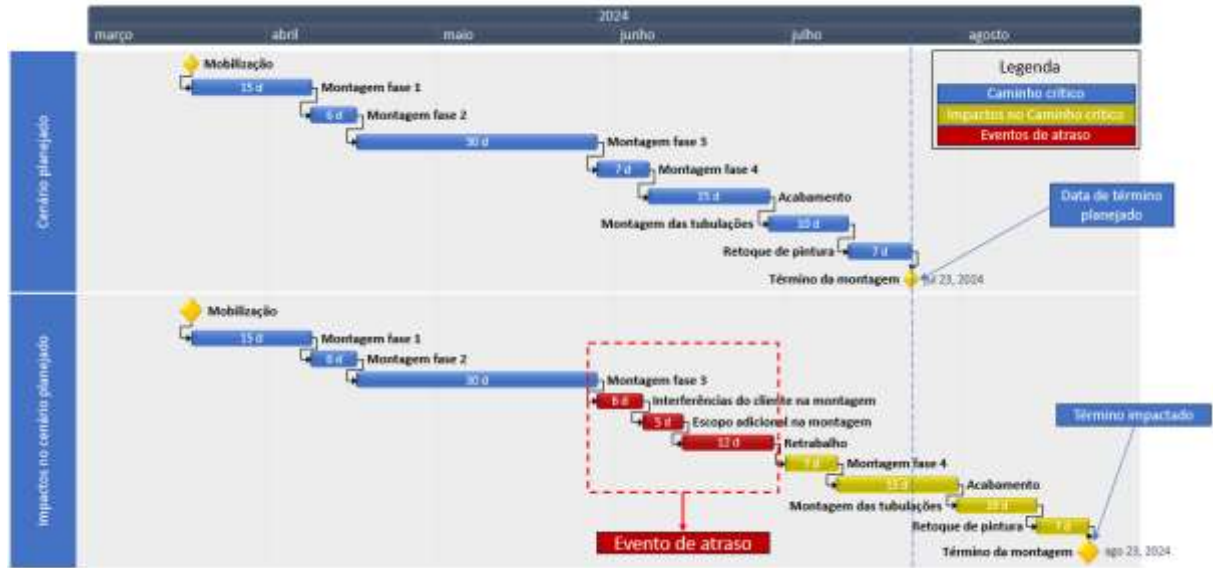 2024
março abril maio junho julho agosto
Cenário planejado
Mobilização
15 d Montagem fase 1
6 d Montagem fase 2
30 d Montagem fase 3
7 d Montagem fase 4
15 d Acabamento
Montagem das tubulações 10 d
Retoque de pintura 7 d
Término da montagem jul 23, 2024
Legenda
Caminho crítico
Impactos no Caminho crítico
Eventos de atraso
Data de término
planejado
Impactos no cenário planejado
Mobilização
15 d Montagem fase 1
6 d Montagem fase 2
30 d Montagem fase 3
6 d Interferências do cliente na montagem
5 d Escopo adicional na montagem
12 d Retrabalho
7 d Montagem fase 4
15 d Acabamento
Montagem das tubulações 10 d
Retoque de pintura 7 d
Término da montagem ago 23, 2024
Evento de atraso
Término impactado